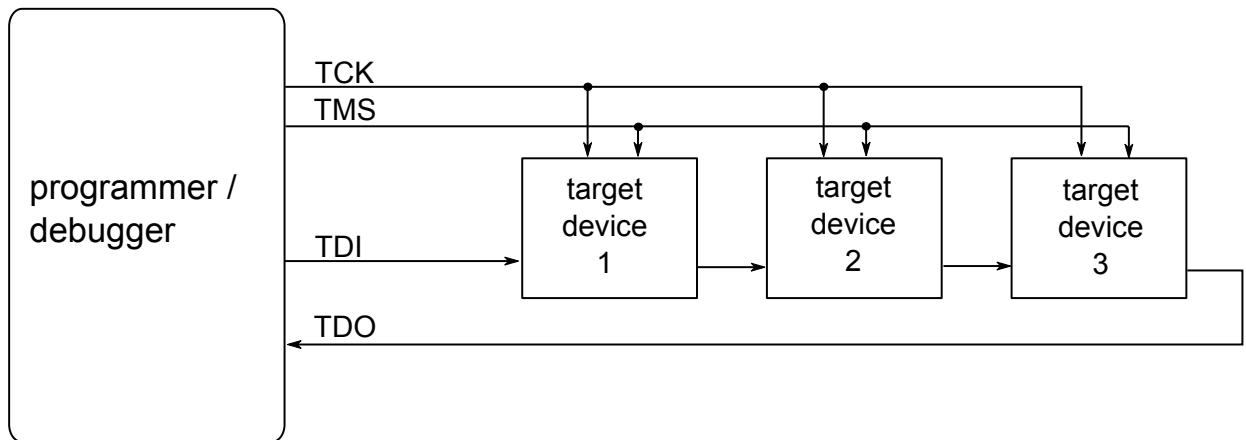 TCK
TMS
programmer /
debugger
TDI
TDO
target
device
1
target
device
2
target
device
3